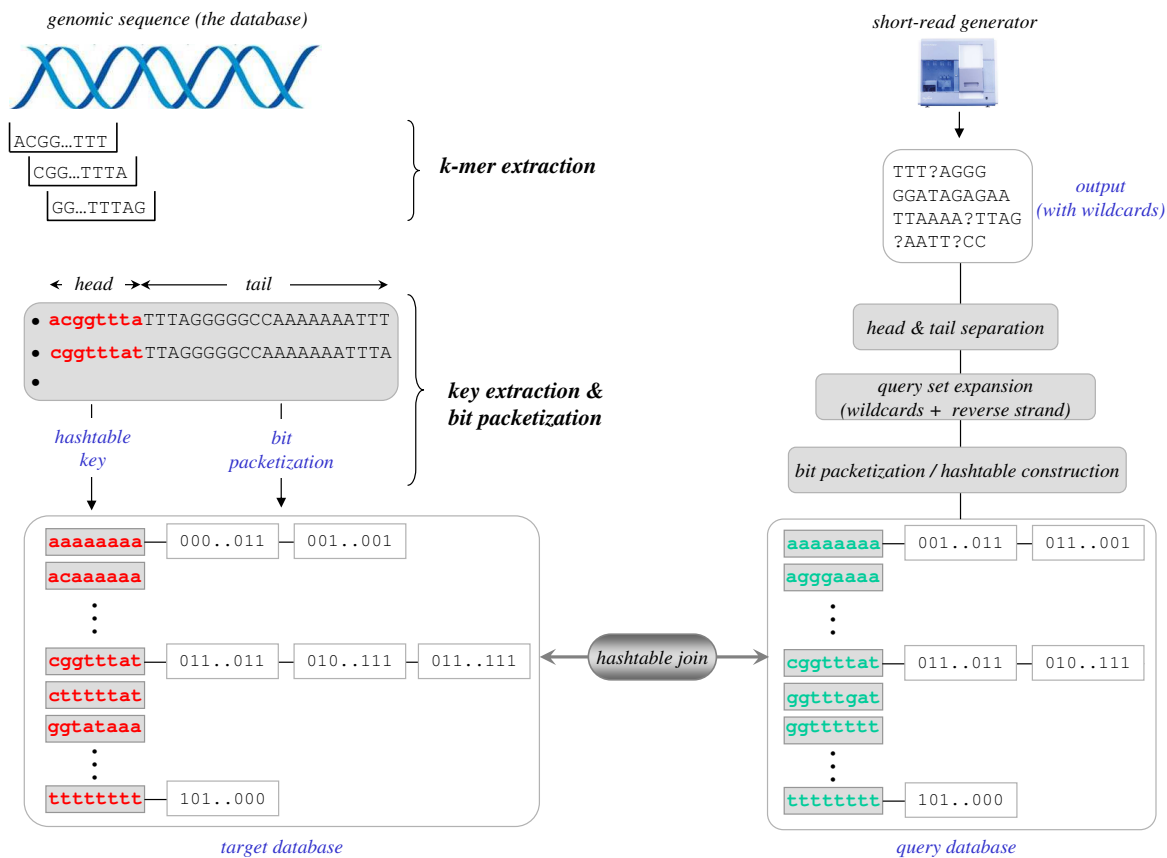 genomic sequence (the database)
ACGG...TTT
CGG...TTTA
GG...TTTAG
k-mer extraction
head
tail
• acggtttaTTTAGGGGGCCAAAAAAATTT
• cggtttatTTAGGGGGCCAAAAAAATTTA
•
key extraction &
bit packetization
hashtable
key
bit
packetization
aaaaaaaa
000..011
001..001
acaaaaaa
cggtttat
011..011
010..111
011..111
ctttttat
ggtataaa
tttttttt
101..000
target database
hashtable join
short-read generator
TTT?AGGG
GGATAGAGAA
TTAAAA?TTAG
?AATT?CC
output
(with wildcards)
head & tail separation
query set expansion
(wildcards + reverse strand)
bit packetization / hashtable construction
aaaaaaaa
001..011
011..001
agggaaaa
cggtttat
011..011
010..111
ggtttgat
ggtttttt
tttttttt
101..000
query database